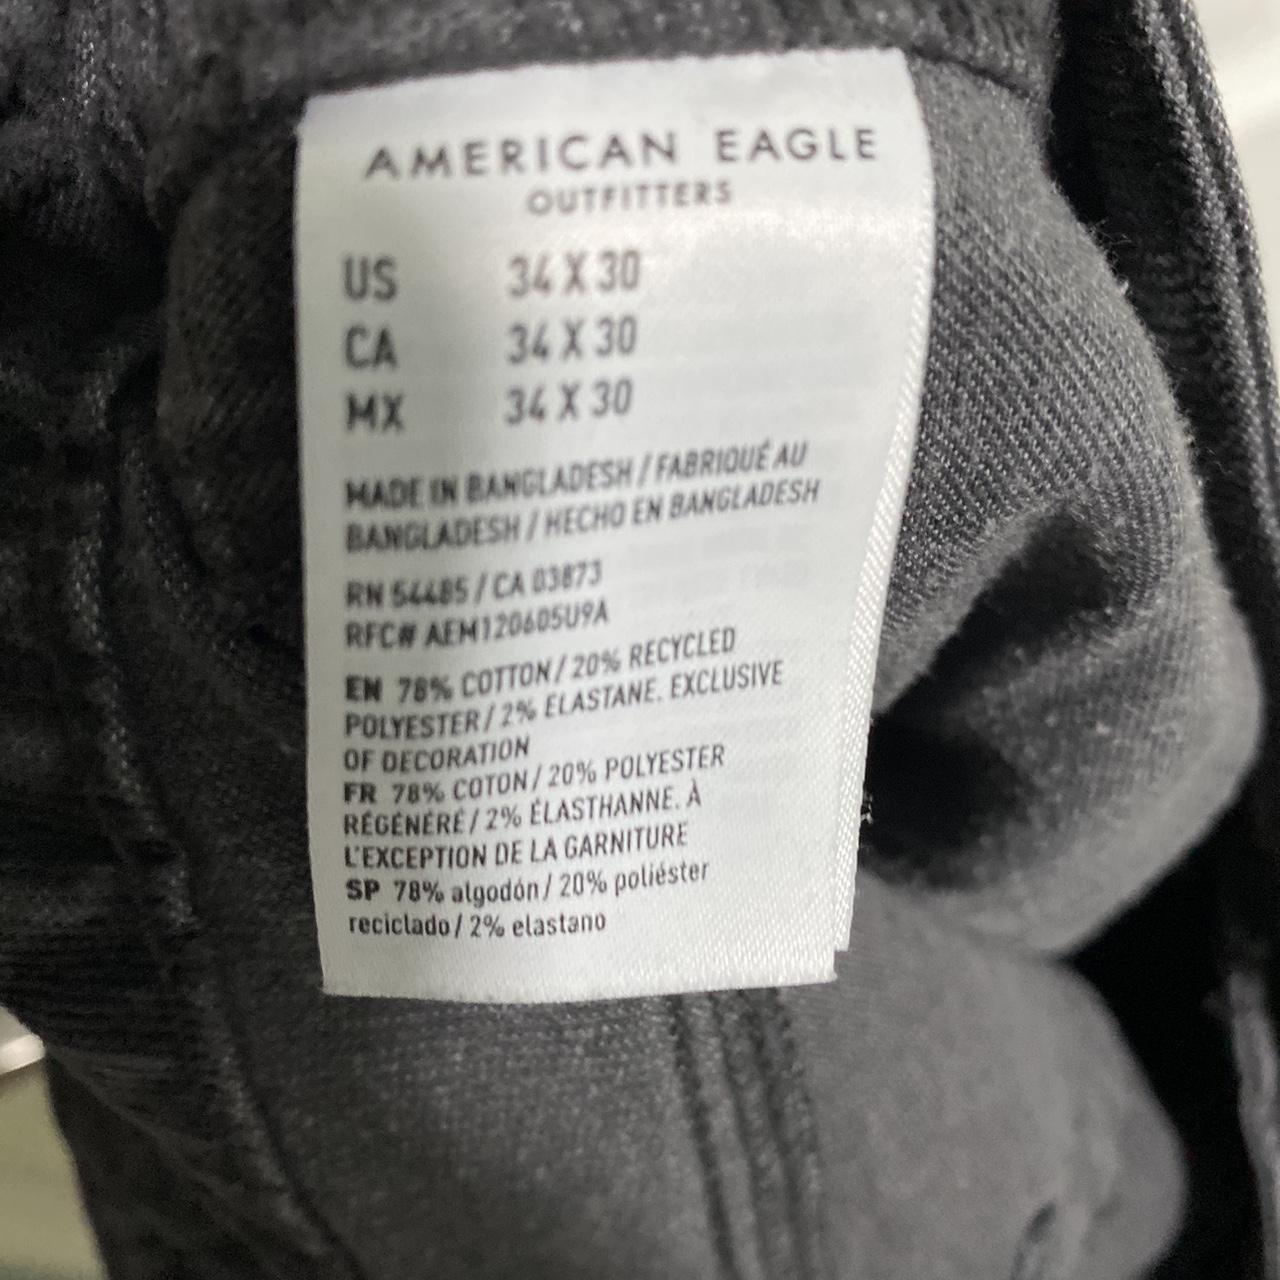 AMERICAN EAGLE
OUTFITTERS
US 34 X 30
CA 34 X 30
MX 34 X 30
MADE IN BANGLADESH / FABRIQUÉ AU
BANGLADESH / HECHO EN BANGLADESH
RN 54485 / CA 03873
RFC# AEM120605U9A
EN 78% COTTON / 20% RECYCLED
POLYESTER / 2% ELASTANE. EXCLUSIVE
OF DECORATION
FR 78% COTON / 20% POLYESTER
RÉGÉNÉRÉ / 2% ÉLASTHANNE. À
L'EXCEPTION DE LA GARNITURE
SP 78% algodón / 20% poliéster
reciclado / 2% elastano